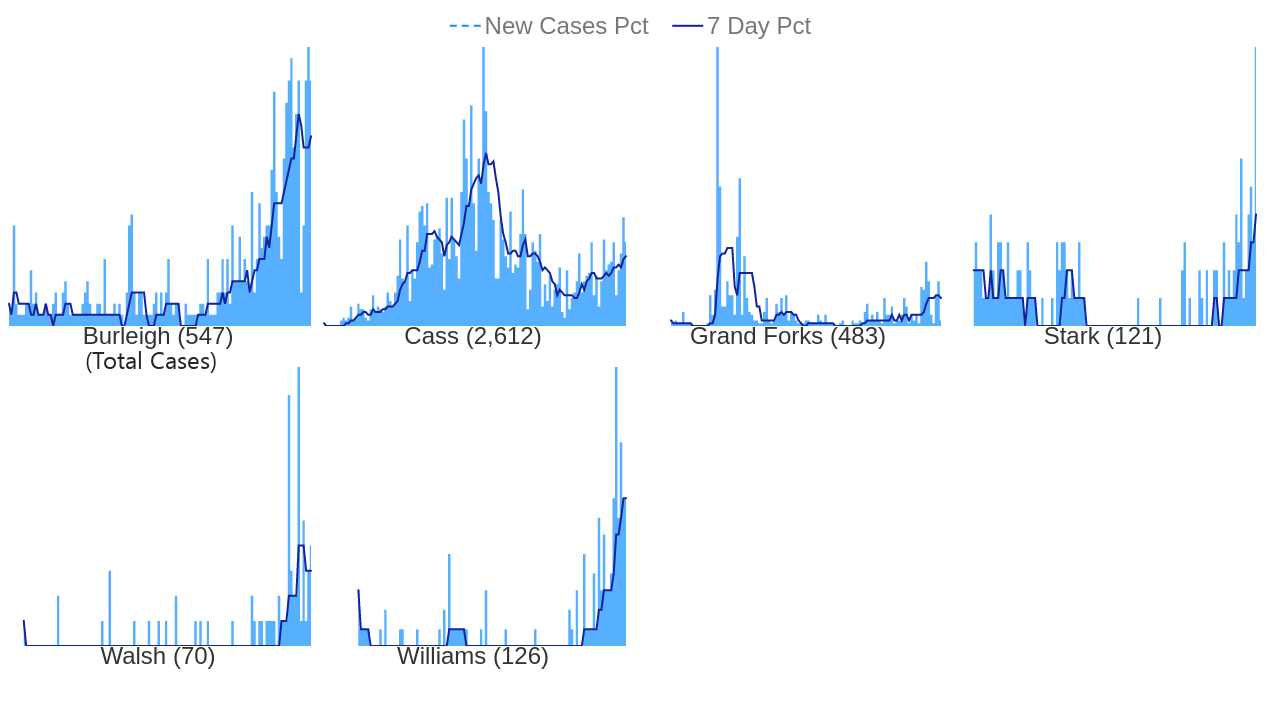 New Cases Pct 7 Day Pct
Burleigh (547) Cass (2,612) Grand Forks (483) Stark (121)
(Total Cases)
Walsh (70) Williams (126)